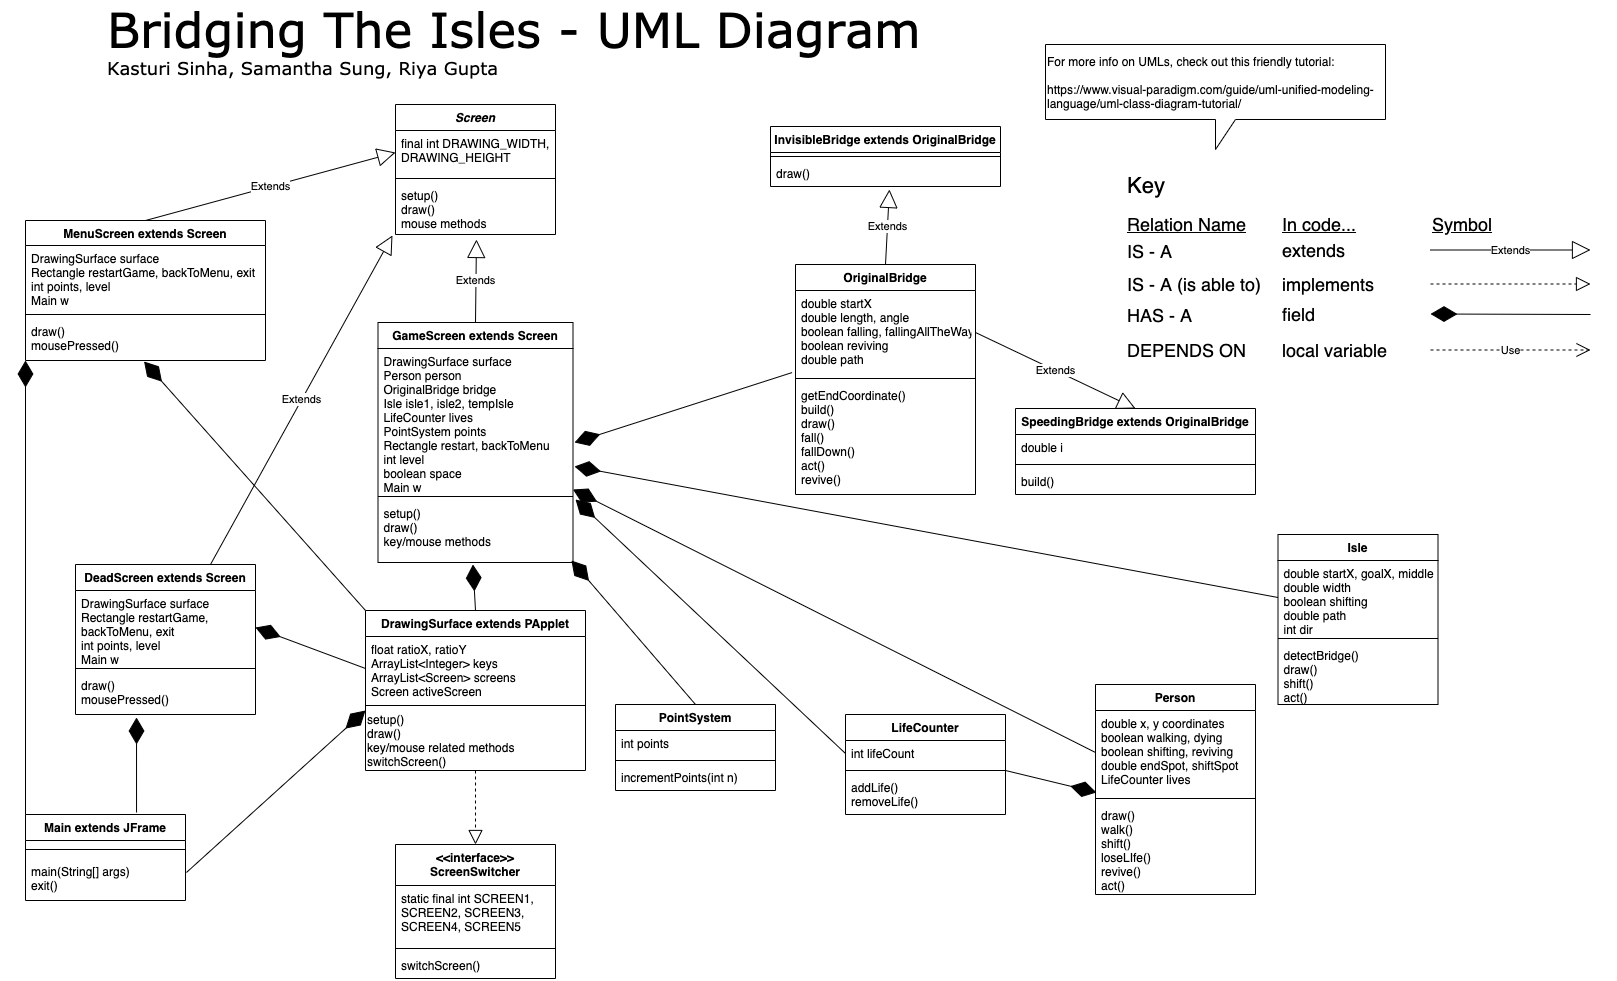 Bridging The Isles - UML Diagram
Kasturi Sinha, Samantha Sung, Riya Gupta
For more info on UMLs, check out this friendly tutorial:
https://www.visual-paradigm.com/guide/uml-unified-modeling-
language/uml-class-diagram-tutorial/
Key
Relation Name In code... Symbol
IS - A extends Extends
IS - A (is able to) implements
HAS - A field
DEPENDS ON local variable Use
Screen
final int DRAWING_WIDTH,
DRAWING_HEIGHT
setup()
draw()
mouse methods
Extends
Extends
Extends
MenuScreen extends Screen
DrawingSurface surface
Rectangle restartGame, backToMenu, exit
int points, level
Main w
draw()
mousePressed()
GameScreen extends Screen
DrawingSurface surface
Person person
OriginalBridge bridge
Isle isle1, isle2, tempIsle
LifeCounter lives
PointSystem points
Rectangle restart, backToMenu
int level
boolean space
Main w
setup()
draw()
key/mouse methods
InvisibleBridge extends OriginalBridge
draw()
Extends
OriginalBridge
double startX
double length, angle
boolean falling, fallingAllTheWay
boolean reviving
double path
getEndCoordinate()
build()
draw()
fall()
fallDown()
act()
revive()
Extends
SpeedingBridge extends OriginalBridge
double i
build()
Isle
double startX, goalX, middle
double width
boolean shifting
double path
int dir
detectBridge()
draw()
shift()
act()
DeadScreen extends Screen
DrawingSurface surface
Rectangle restartGame,
backToMenu, exit
int points, level
Main w
draw()
mousePressed()
DrawingSurface extends PApplet
float ratioX, ratioY
ArrayList<Integer> keys
ArrayList<Screen> screens
Screen activeScreen
setup()
draw()
key/mouse related methods
switchScreen()
PointSystem
int points
incrementPoints(int n)
LifeCounter
int lifeCount
addLife()
removeLife()
Person
double x, y coordinates
boolean walking, dying
boolean shifting, reviving
double endSpot, shiftSpot
LifeCounter lives
draw()
walk()
shift()
loseLIfe()
revive()
act()
Main extends JFrame
main(String[] args)
exit()
<<interface>>
ScreenSwitcher
static final int SCREEN1,
SCREEN2, SCREEN3,
SCREEN4, SCREEN5
switchScreen()